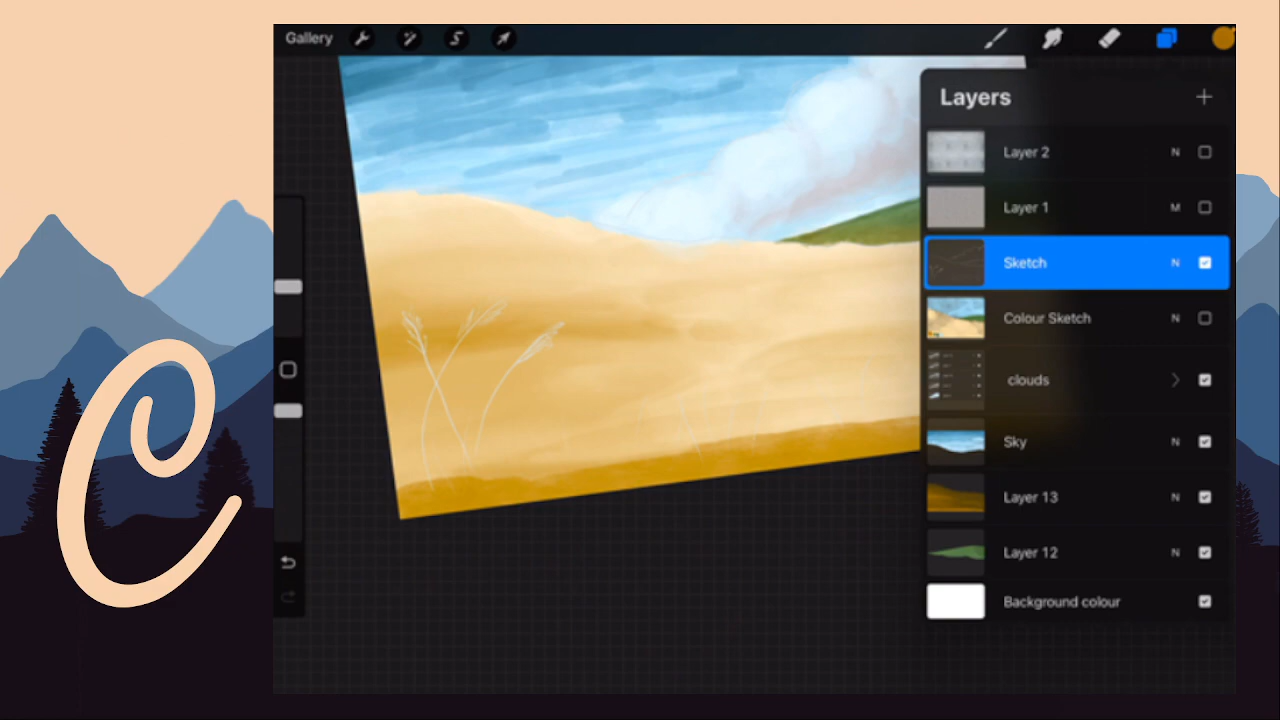 Gallery
Layers
Layer 2 N
Layer 1 M
Sketch N
Colour Sketch N
clouds
Sky N
Layer 13 N
Layer 12 N
Background colour
C